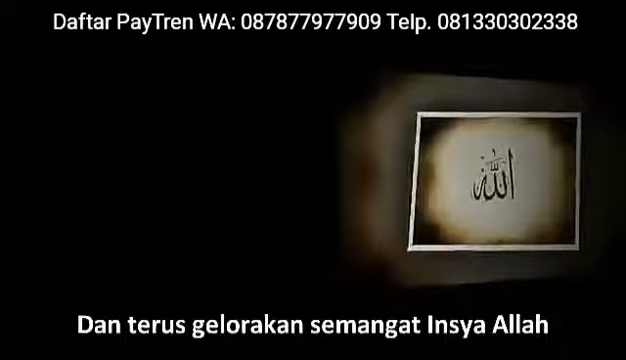 Daftar PayTren WA: 087877977909 Telp. 081330302338
الله
Dan terus gelorakan semangat Insya Allah